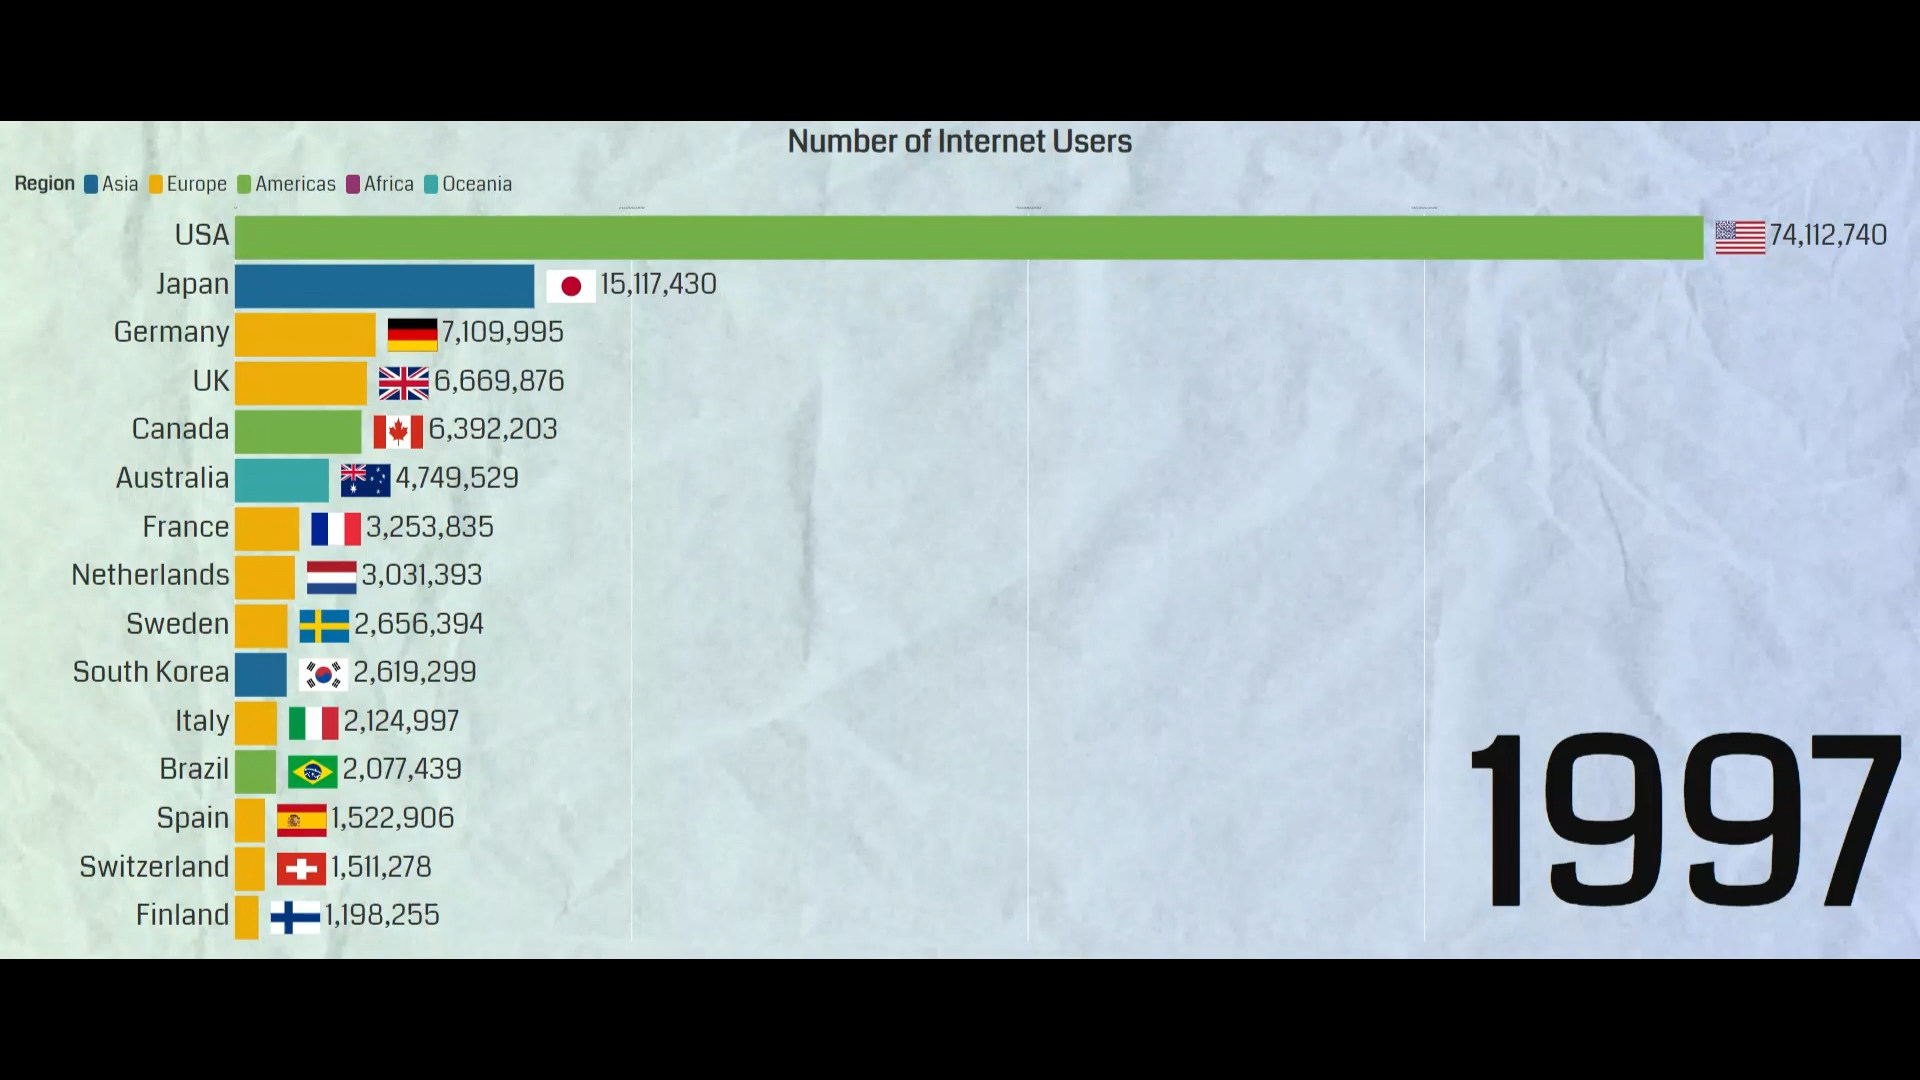 Number of Internet Users
Region Asia Europe Americas Africa Oceania
USA 74,112,740
Japan 15,117,430
Germany 7,109,995
UK 6,669,876
Canada 6,392,203
Australia 4,749,529
France 3,253,835
Netherlands 3,031,393
Sweden 2,656,394
South Korea 2,619,299
Italy 2,124,997
Brazil 2,077,439
Spain 1,522,906
Switzerland 1,511,278
Finland 1,198,255
1997